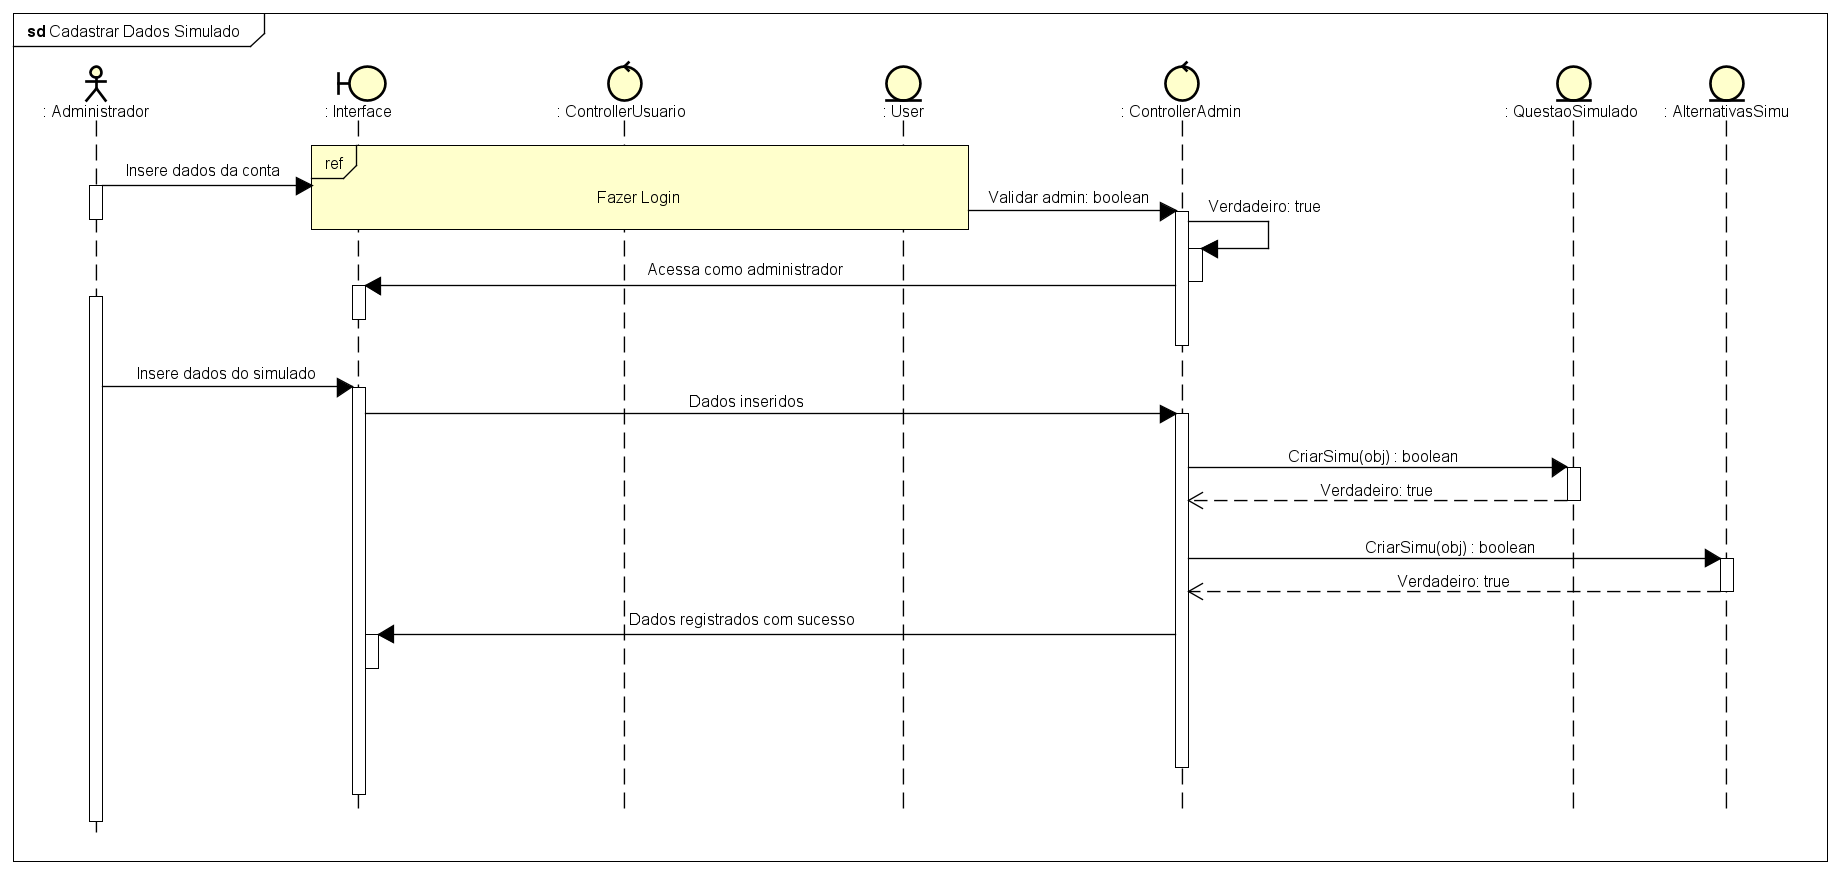 sd Cadastrar Dados Simulado
: Administrador
: Interface
: ControllerUsuario
: User
: ControllerAdmin
: QuestaoSimulado
: AlternativasSimu
ref
Insere dados da conta
Fazer Login
Validar admin: boolean
Verdadeiro: true
Acessa como administrador
Insere dados do simulado
Dados inseridos
CriarSimu(obj) : boolean
Verdadeiro: true
CriarSimu(obj) : boolean
Verdadeiro: true
Dados registrados com sucesso